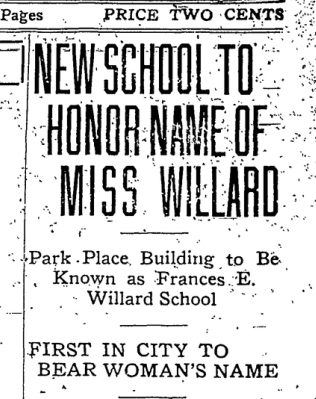 Pages PRICE TWO CENTS
NEW SCHOOL TO
HONOR NAME OF
MISS WILLARD
Park Place Building to Be
Known as Frances E.
Willard School
FIRST IN CITY TO
BEAR WOMAN'S NAME